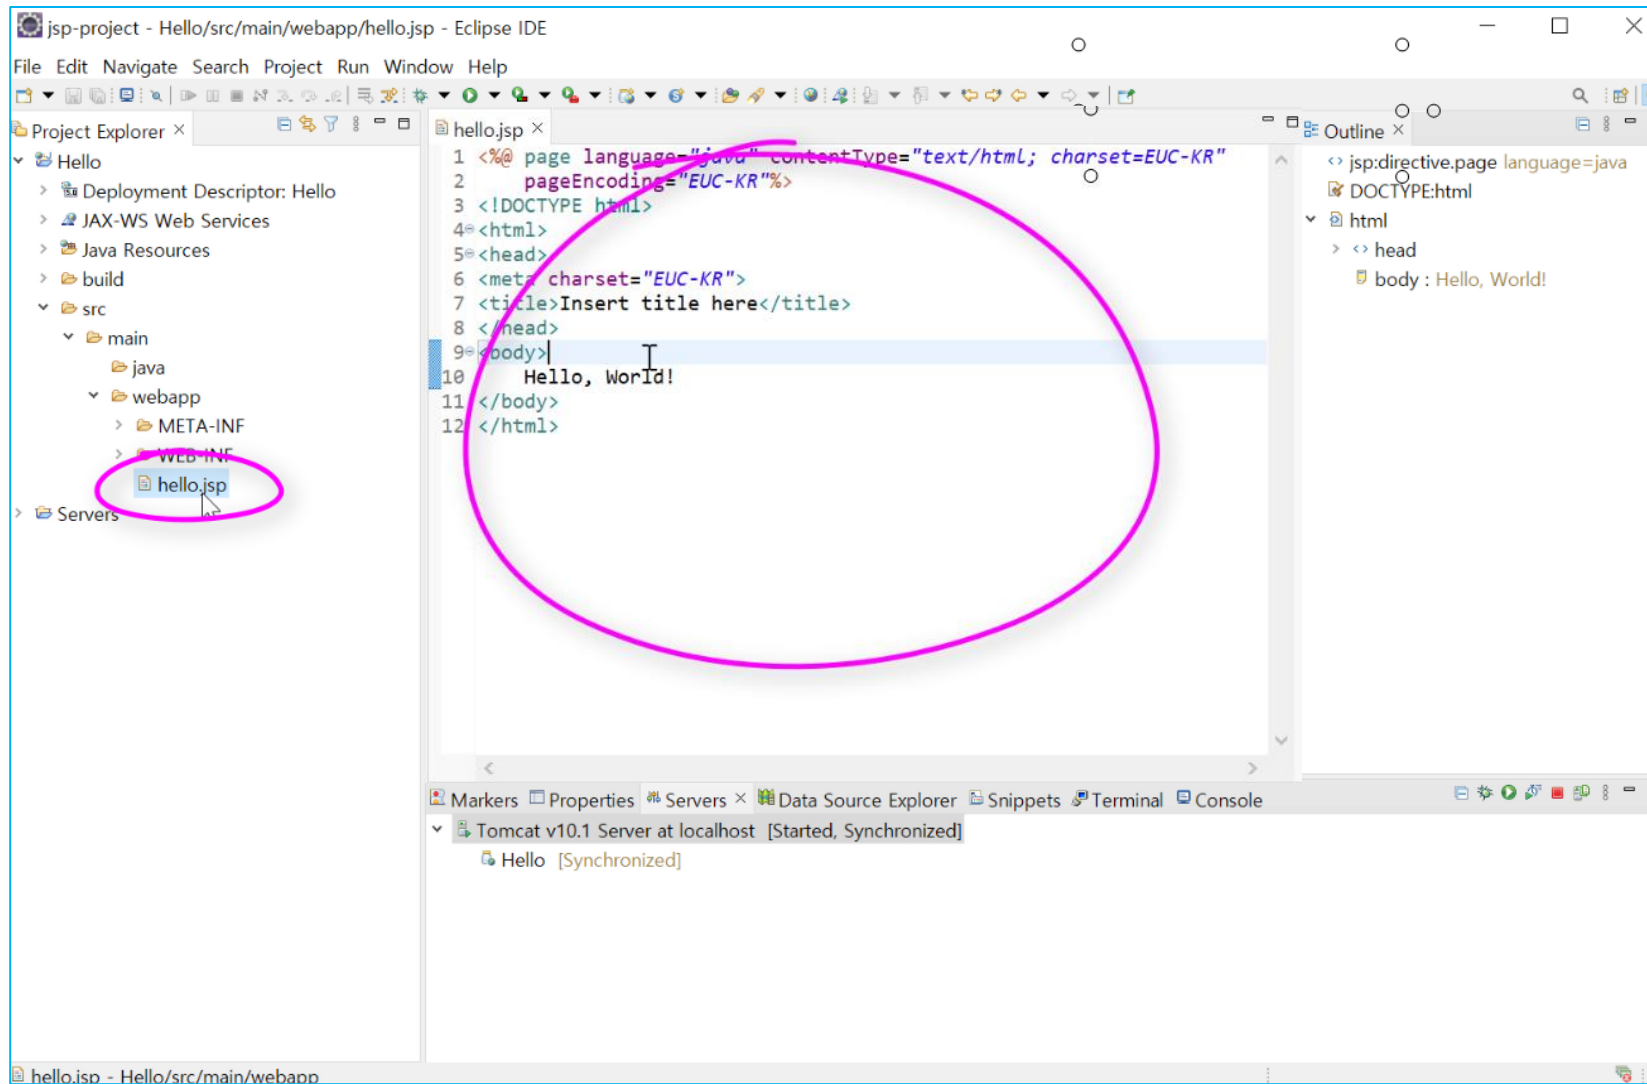 jsp-project - Hello/src/main/webapp/hello.jsp - Eclipse IDE
File Edit Navigate Search Project Run Window Help
Project Explorer
Hello
Deployment Descriptor: Hello
JAX-WS Web Services
Java Resources
build
src
main
java
webapp
META-INF
WEB-INF
hello.jsp
Servers
hello.jsp
1 <%@ page language="java" contentType="text/html; charset=EUC-KR"
2 pageEncoding="EUC-KR"%>
3 <!DOCTYPE html>
4 <html>
5 <head>
6 <meta charset="EUC-KR">
7 <title>Insert title here</title>
8 </head>
9 <body>
10 Hello, World!
11 </body>
12 </html>
Outline
jsp:directive.page language=java
DOCTYPE:html
html
head
body : Hello, World!
Markers Properties Servers Data Source Explorer Snippets Terminal Console
Tomcat v10.1 Server at localhost [Started, Synchronized]
Hello [Synchronized]
hello.jsp - Hello/src/main/webapp